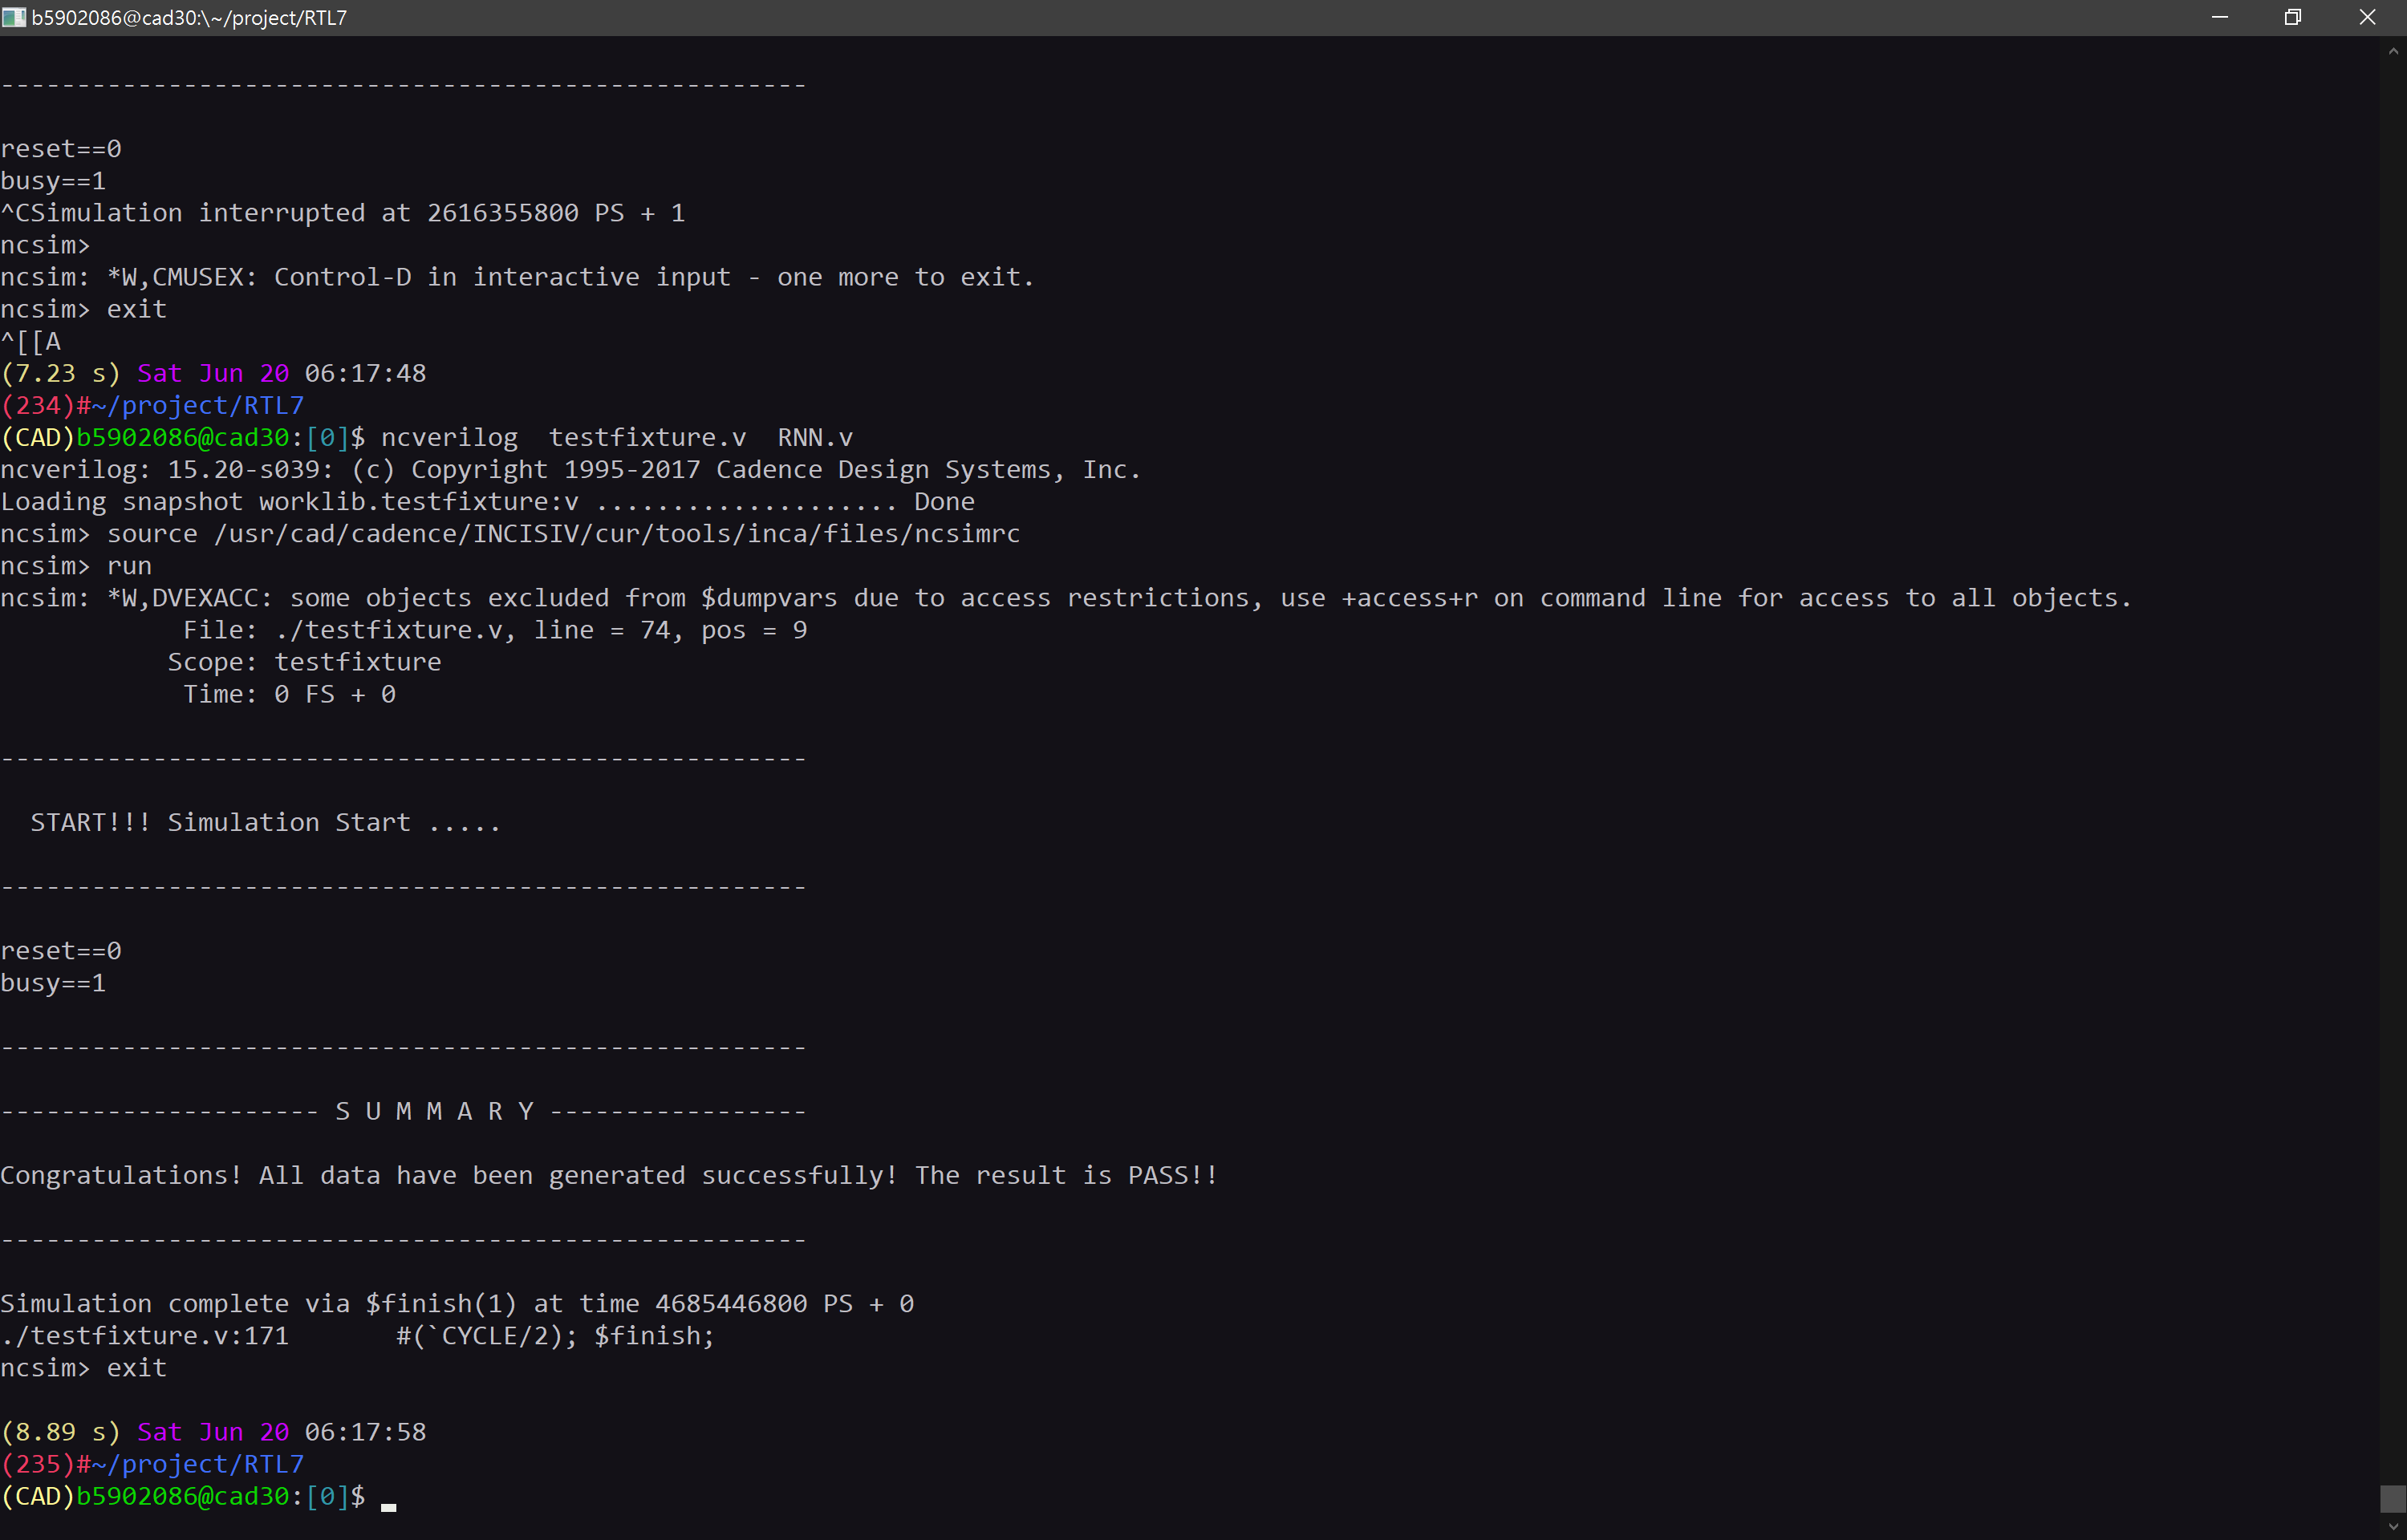 b5902086@cad30:\~/project/RTL7
-----------------------------------------------------
reset==0
busy==1
^CSimulation interrupted at 2616355800 PS + 1
ncsim>
ncsim: *W,CMUSEX: Control-D in interactive input - one more to exit.
ncsim> exit
^[[A
(7.23 s) Sat Jun 20 06:17:48
(234)#~/project/RTL7
(CAD)b5902086@cad30:[0]$ ncverilog  testfixture.v  RNN.v
ncverilog: 15.20-s039: (c) Copyright 1995-2017 Cadence Design Systems, Inc.
Loading snapshot worklib.testfixture:v .................... Done
ncsim> source /usr/cad/cadence/INCISIV/cur/tools/inca/files/ncsimrc
ncsim> run
ncsim: *W,DVEXACC: some objects excluded from $dumpvars due to access restrictions, use +access+r on command line for access to all objects.
            File: ./testfixture.v, line = 74, pos = 9
           Scope: testfixture
            Time: 0 FS + 0
-----------------------------------------------------
  START!!! Simulation Start .....
-----------------------------------------------------
reset==0
busy==1
-----------------------------------------------------
--------------------- S U M M A R Y -----------------
Congratulations! All data have been generated successfully! The result is PASS!!
-----------------------------------------------------
Simulation complete via $finish(1) at time 4685446800 PS + 0
./testfixture.v:171       #(`CYCLE/2); $finish;
ncsim> exit
(8.89 s) Sat Jun 20 06:17:58
(235)#~/project/RTL7
(CAD)b5902086@cad30:[0]$